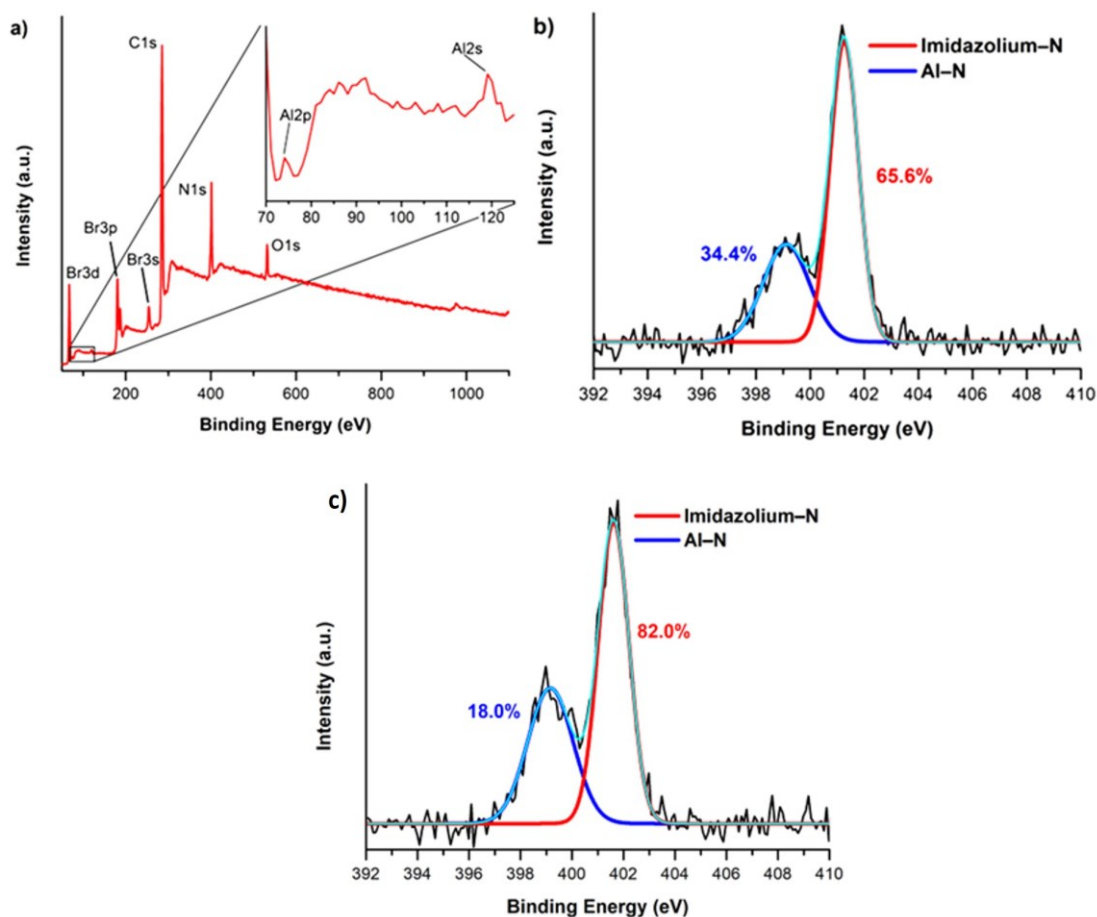 a)
C1s
N1s
Br3p
Br3s
Br3d
O1s
Al2p
Al2s
70 80 90 100 110 120
200 400 600 800 1000
Intensity (a.u.)
Binding Energy (eV)
b)
Imidazolium–N
Al–N
65.6%
34.4%
392 394 396 398 400 402 404 406 408 410
Intensity (a.u.)
Binding Energy (eV)
c)
Imidazolium–N
Al–N
82.0%
18.0%
392 394 396 398 400 402 404 406 408 410
Intensity (a.u.)
Binding Energy (eV)